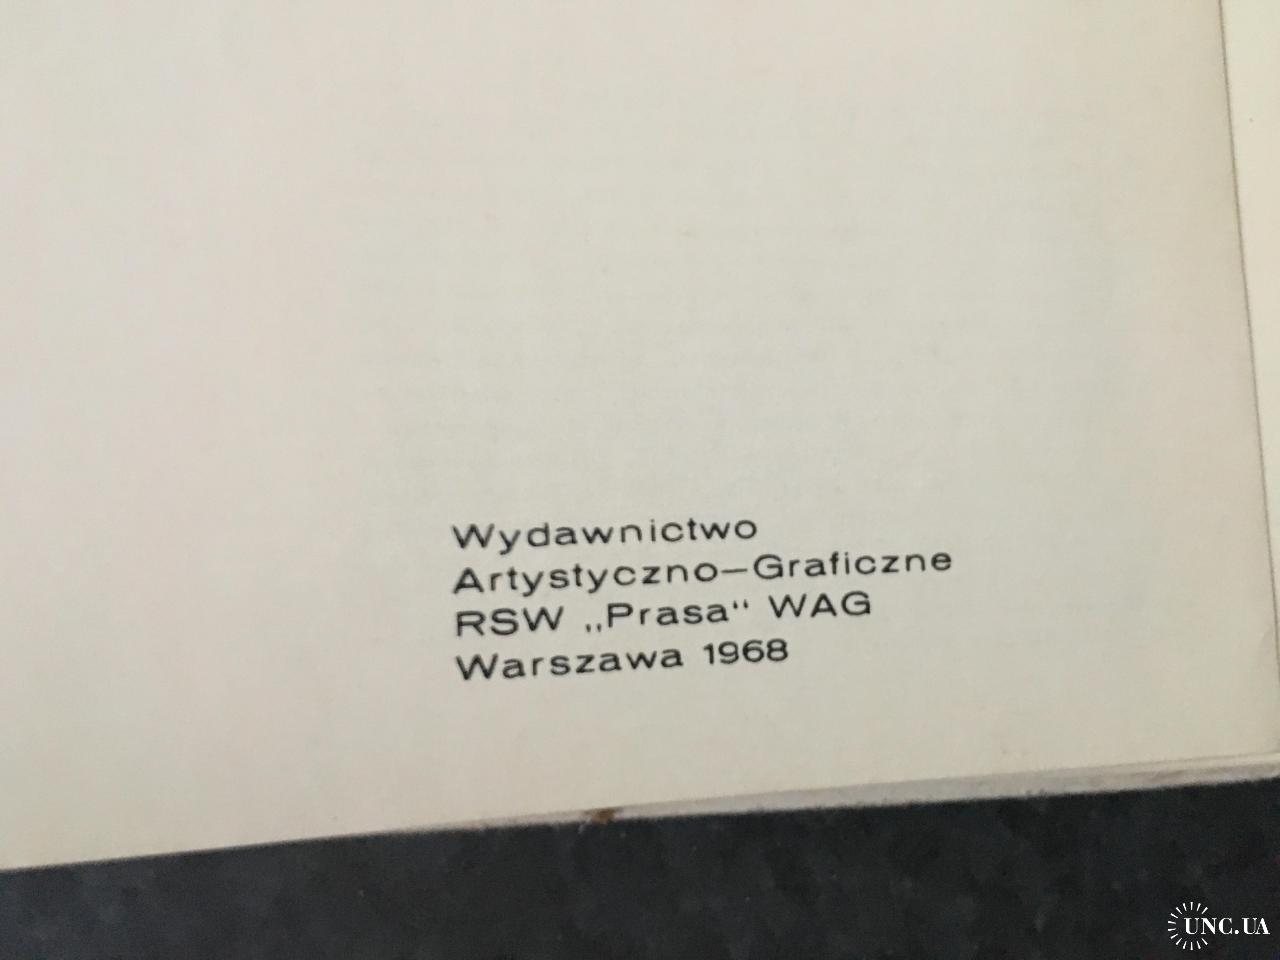 Wydawnictwo
Artystyczno—Graficzne
RSW „Prasa“ WAG
Warszawa 1968
UNC.UA